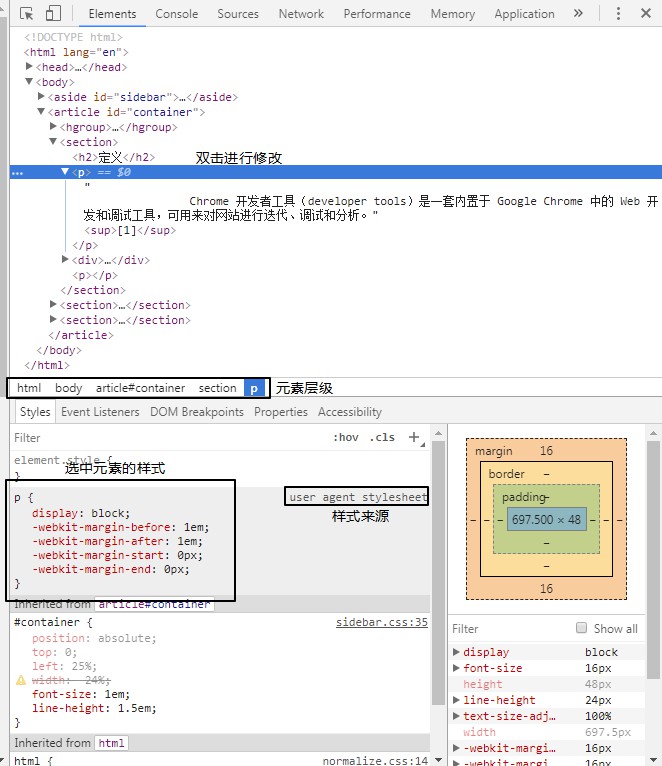 Elements Console Sources Network Performance Memory Application »
<!DOCTYPE html>
<html lang="en">
<head>…</head>
<body>
<aside id="sidebar">…</aside>
<article id="container">
<hgroup>…</hgroup>
<section>
<h2>定义</h2> 双击进行修改
… <p> == $0
"
Chrome 开发者工具（developer tools）是一套内置于 Google Chrome 中的 Web 开
发和调试工具，可用来对网站进行迭代、调试和分析。"
<sup>[1]</sup>
</p>
<div>…</div>
<p></p>
</section>
<section>…</section>
<section>…</section>
</article>
</body>
</html>
html body article#container section p 元素层级
Styles Event Listeners DOM Breakpoints Properties Accessibility
Filter :hov .cls +
element.style {
选中元素的样式
}
p { user agent stylesheet
样式来源
display: block;
-webkit-margin-before: 1em;
-webkit-margin-after: 1em;
-webkit-margin-start: 0px;
-webkit-margin-end: 0px;
}
Inherited from article#container
#container { sidebar.css:35
position: absolute;
top: 0;
left: 25%;
width: 24%;
font-size: 1em;
line-height: 1.5em;
}
Inherited from html
html { normalize.css:14
margin 16
border –
padding–
– – – 697.500 × 48 – – –
–
–
16
Filter Show all
display block
font-size 16px
height 48px
line-height 24px
text-size-adj… 100%
width 697.5px
-webkit-margi… 16px
-webkit-margi… 16px